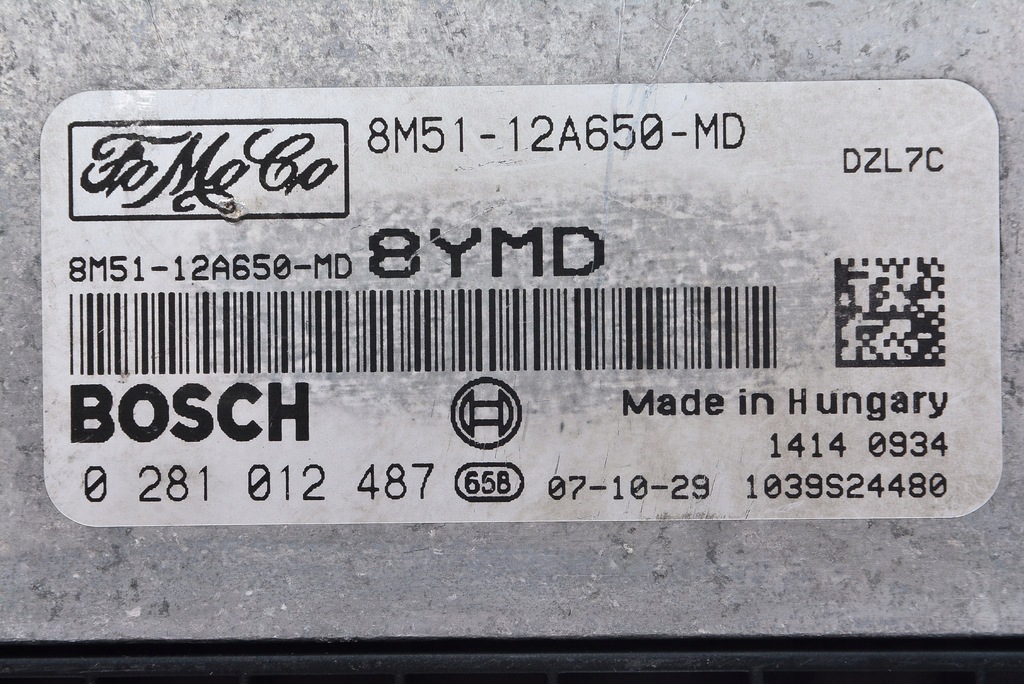 FoMoCo 8M51-12A650-MD
DZL7C
8M51-12A650-MD 8YMD
BOSCH
Made in Hungary
1414 0934
0 281 012 487 658 07-10-29 1039S24480